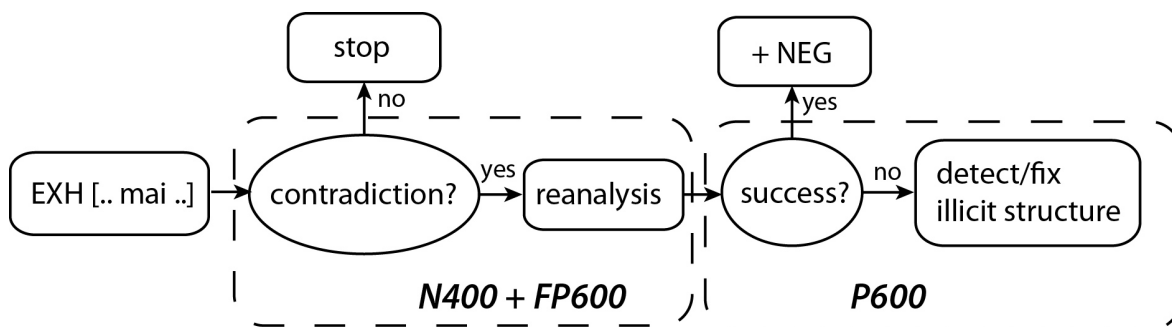 stop
+ NEG
no
yes
EXH [.. mai ..]
contradiction?
yes
reanalysis
success?
no
detect/fix
illicit structure
N400 + FP600
P600